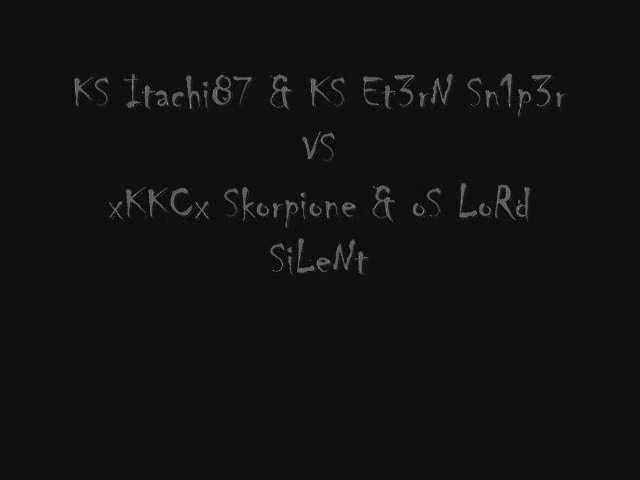 KS Itachi87 & KS Et3rN Sn1p3r
VS
xKKCx Skorpione & oS LoRd
SiLeNt